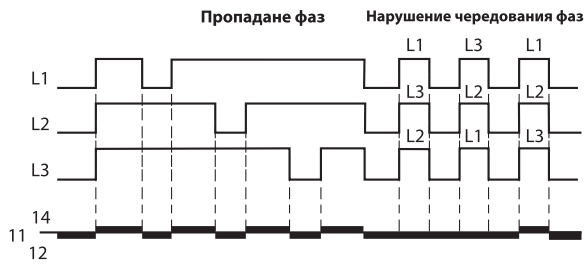 Пропадане фаз
Нарушение чередования фаз
L1 L3 L1
L1
L3 L2 L2
L2
L2 L1 L3
L3
14
11
12